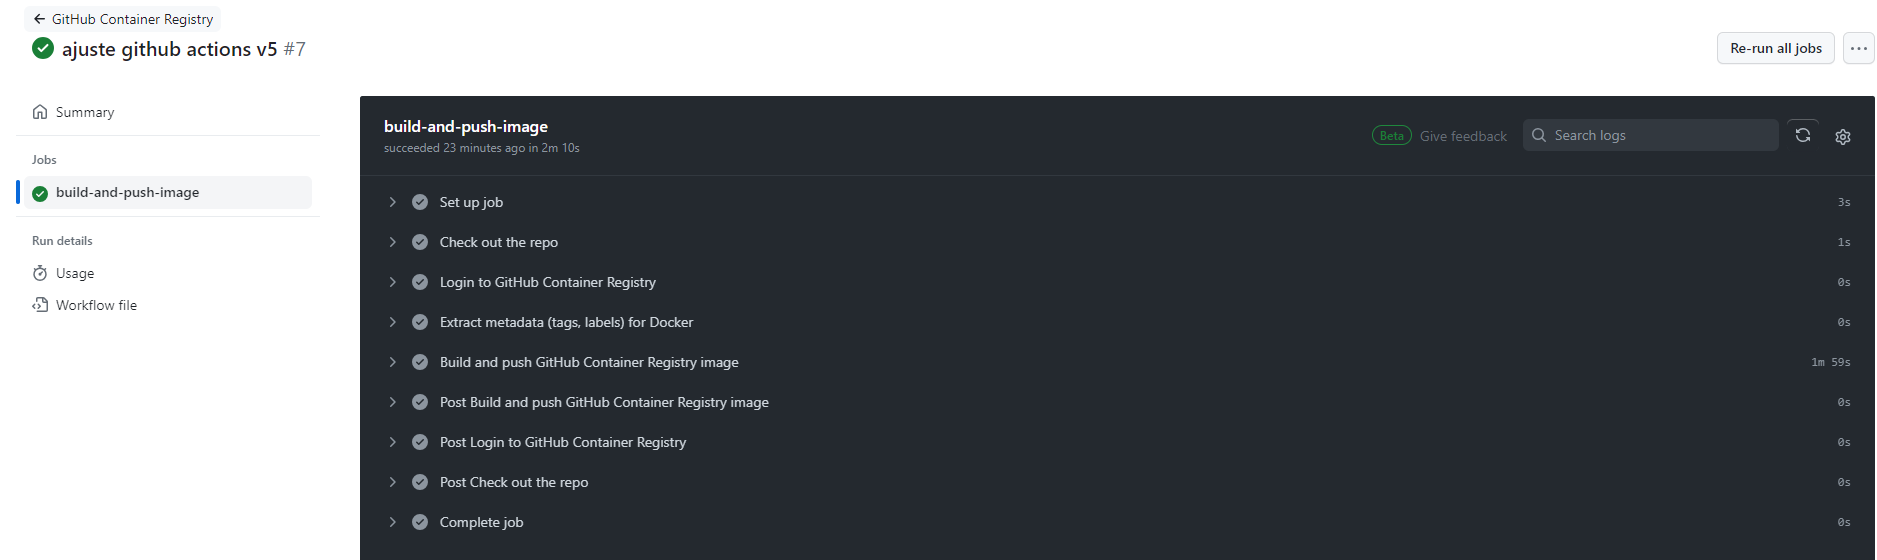 GitHub Container Registry
ajuste github actions v5 #7
Re-run all jobs
Summary
Jobs
build-and-push-image
Run details
Usage
Workflow file
build-and-push-image
succeeded 23 minutes ago in 2m 10s
Beta Give feedback
Search logs
Set up job 3s
Check out the repo 1s
Login to GitHub Container Registry 0s
Extract metadata (tags, labels) for Docker 0s
Build and push GitHub Container Registry image 1m 59s
Post Build and push GitHub Container Registry image 0s
Post Login to GitHub Container Registry 0s
Post Check out the repo 0s
Complete job 0s